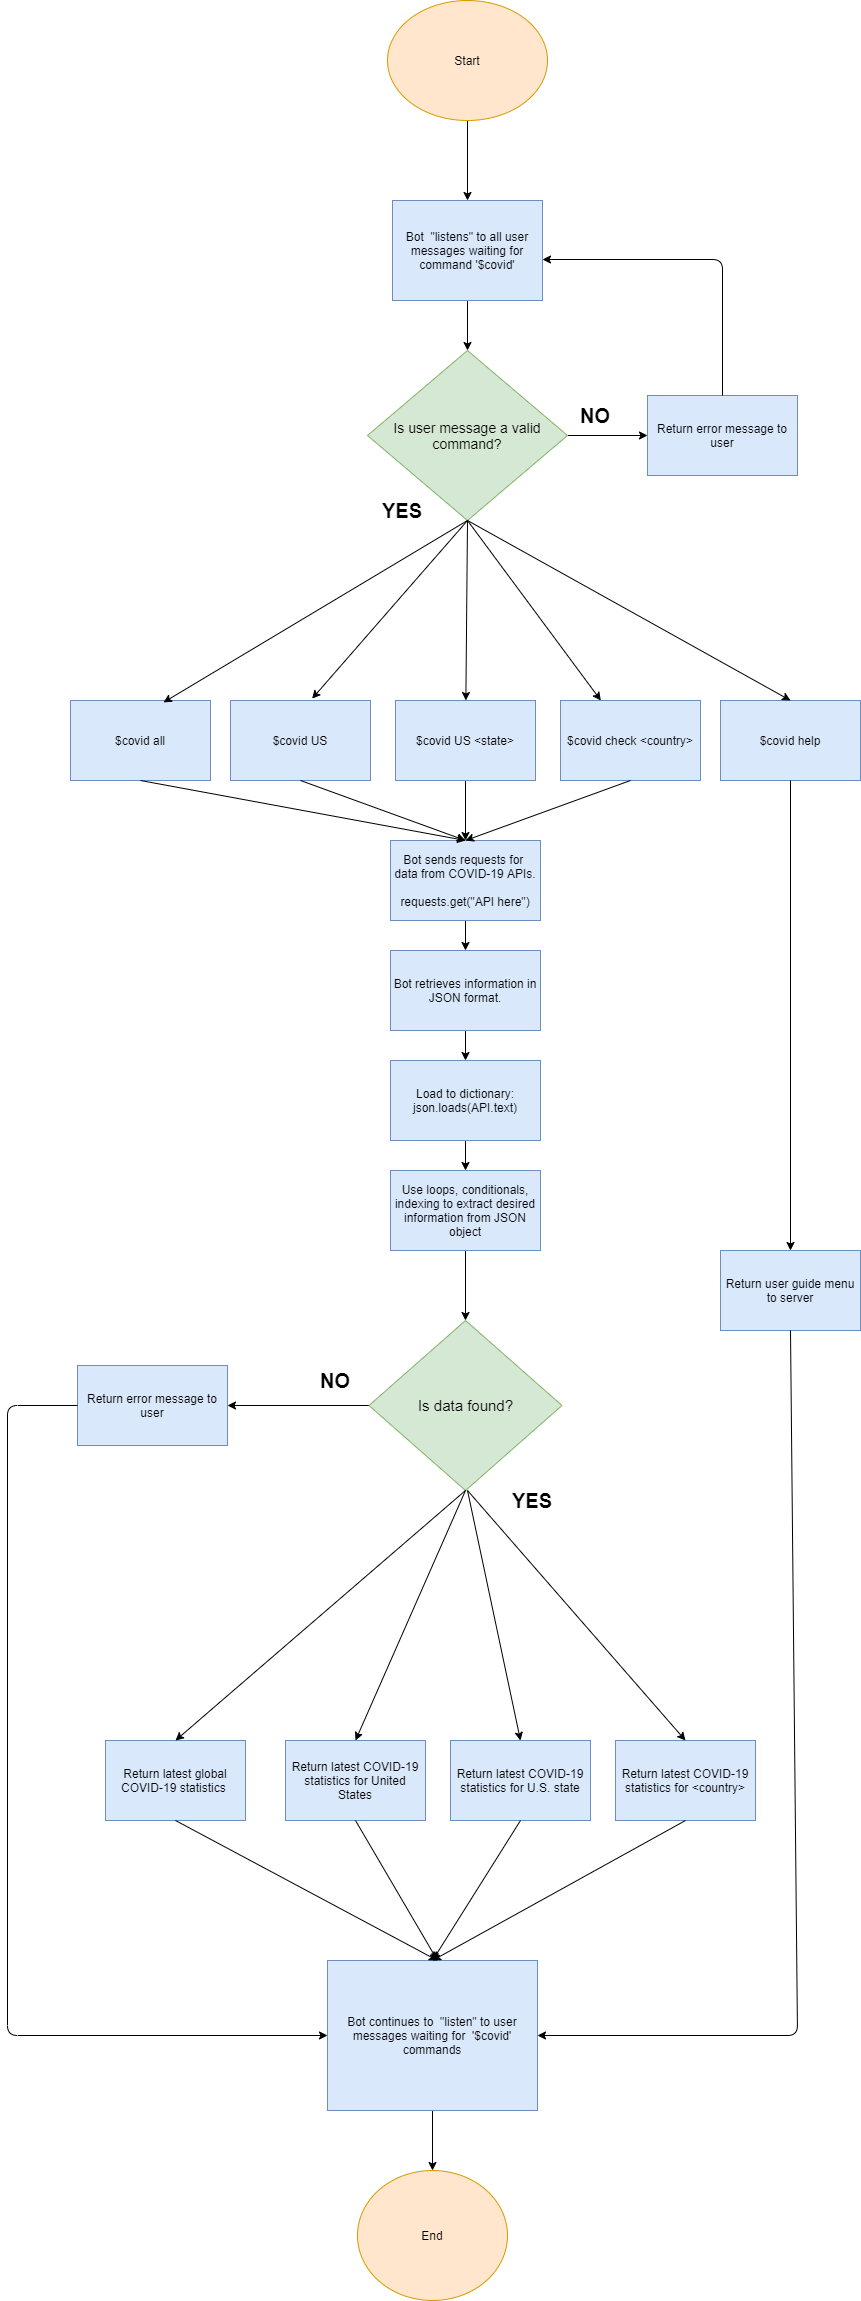 Start
Bot "listens" to all user
messages waiting for
command '$covid'
Is user message a valid
command?
NO
Return error message to
user
YES
$covid all
$covid US
$covid US <state>
$covid check <country>
$covid help
Bot sends requests for
data from COVID-19 APIs.
requests.get("API here")
Bot retrieves information in
JSON format.
Load to dictionary:
json.loads(API.text)
Use loops, conditionals,
indexing to extract desired
information from JSON
object
Return user guide menu
to server
Is data found?
NO
Return error message to
user
YES
Return latest global
COVID-19 statistics
Return latest COVID-19
statistics for United
States
Return latest COVID-19
statistics for U.S. state
Return latest COVID-19
statistics for <country>
Bot continues to "listen" to user
messages waiting for '$covid'
commands
End